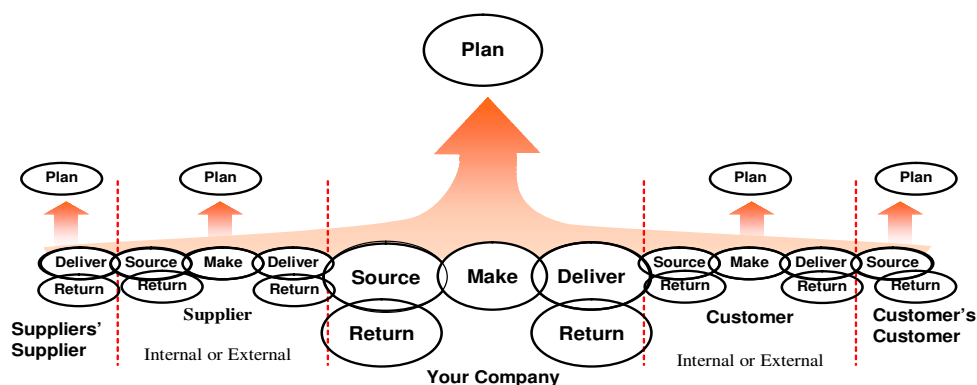 Plan
Plan
Plan
Plan
Plan
Deliver
Source
Make
Deliver
Source
Make
Deliver
Source
Make
Deliver
Source
Return
Return
Return
Return
Return
Return
Return
Return
Suppliers’
Supplier
Supplier
Internal or External
Your Company
Customer
Internal or External
Customer's
Customer